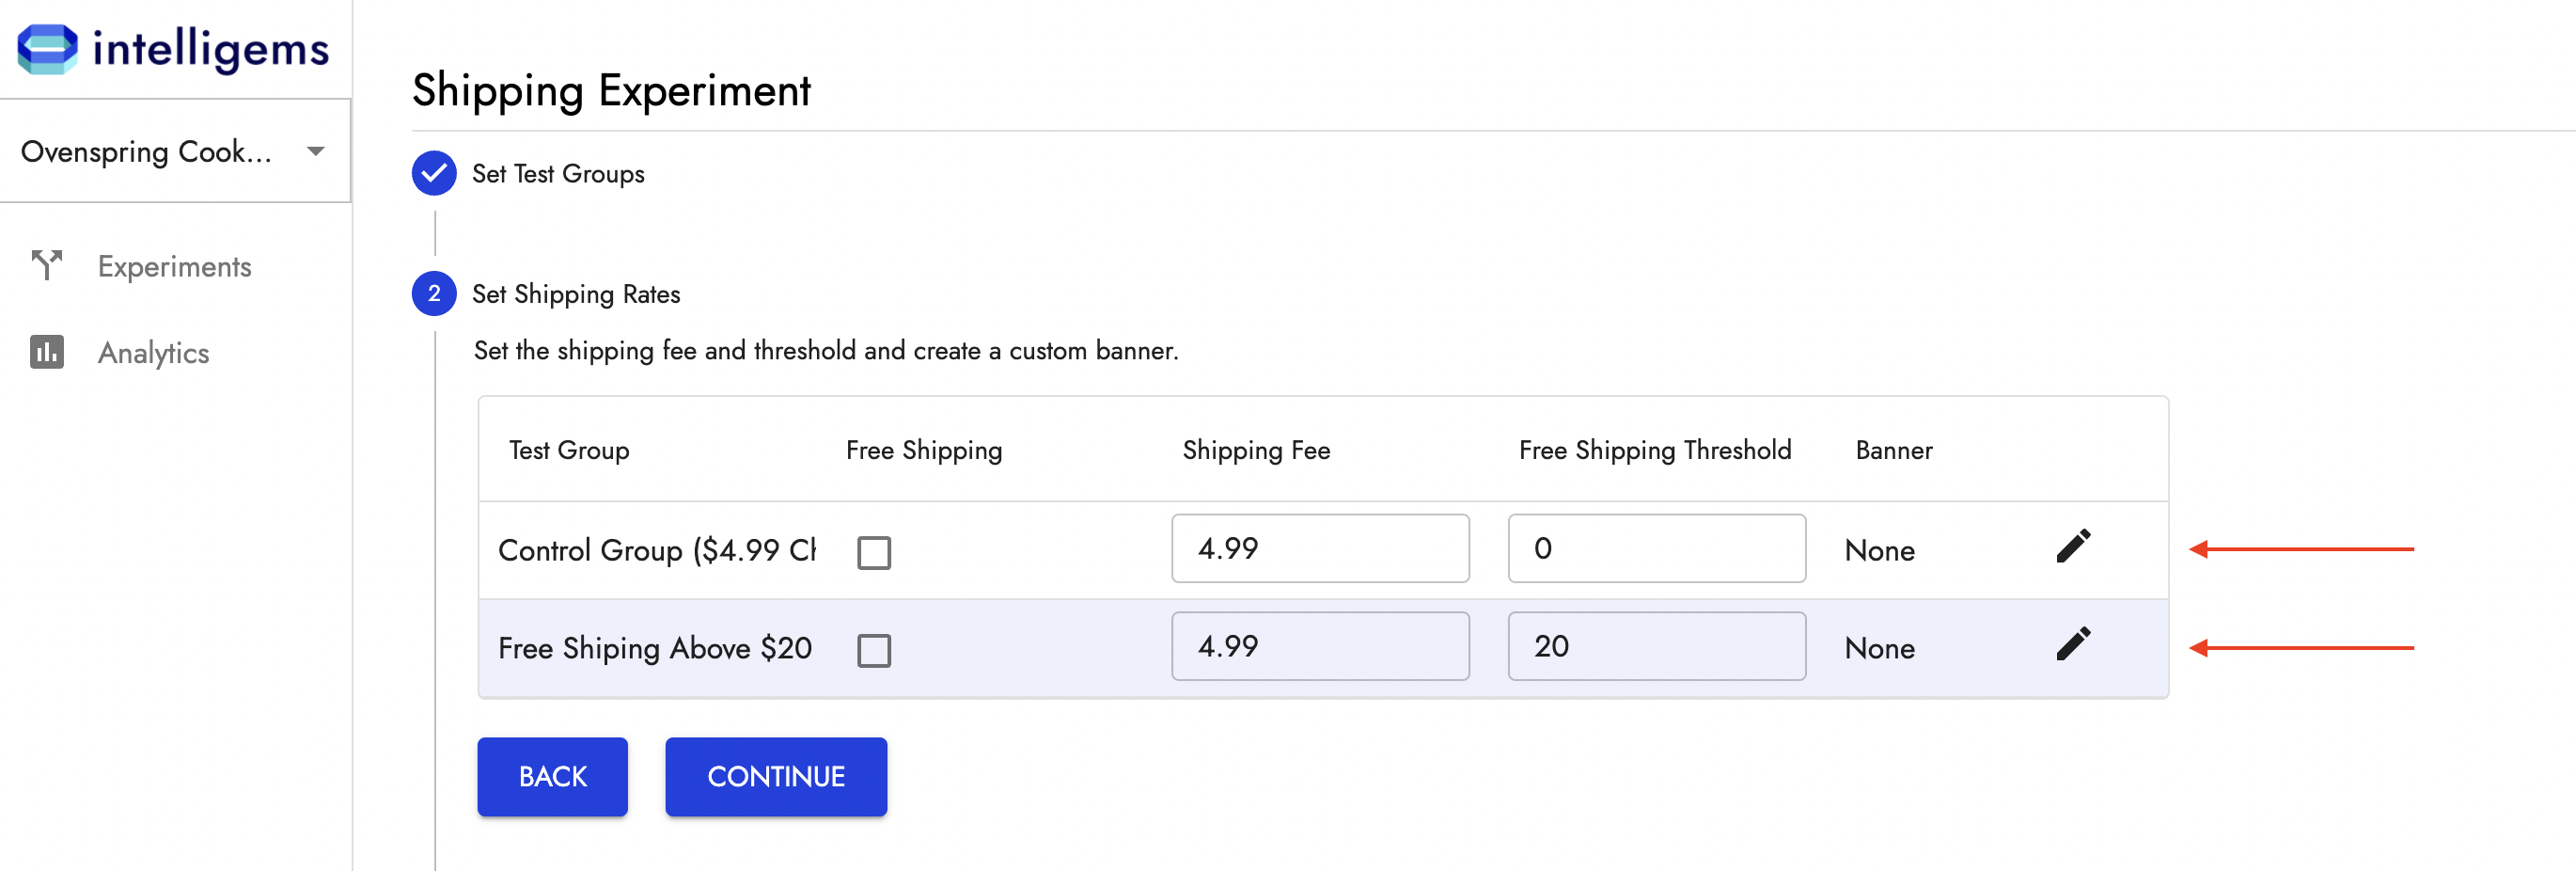 intelligems
Shipping Experiment
Ovenspring Cook...
Set Test Groups
Experiments
2 Set Shipping Rates
Analytics
Set the shipping fee and threshold and create a custom banner.
Test Group Free Shipping Shipping Fee Free Shipping Threshold Banner
Control Group ($4.99 Ch 4.99 0 None
Free Shiping Above $20 4.99 20 None
BACK CONTINUE